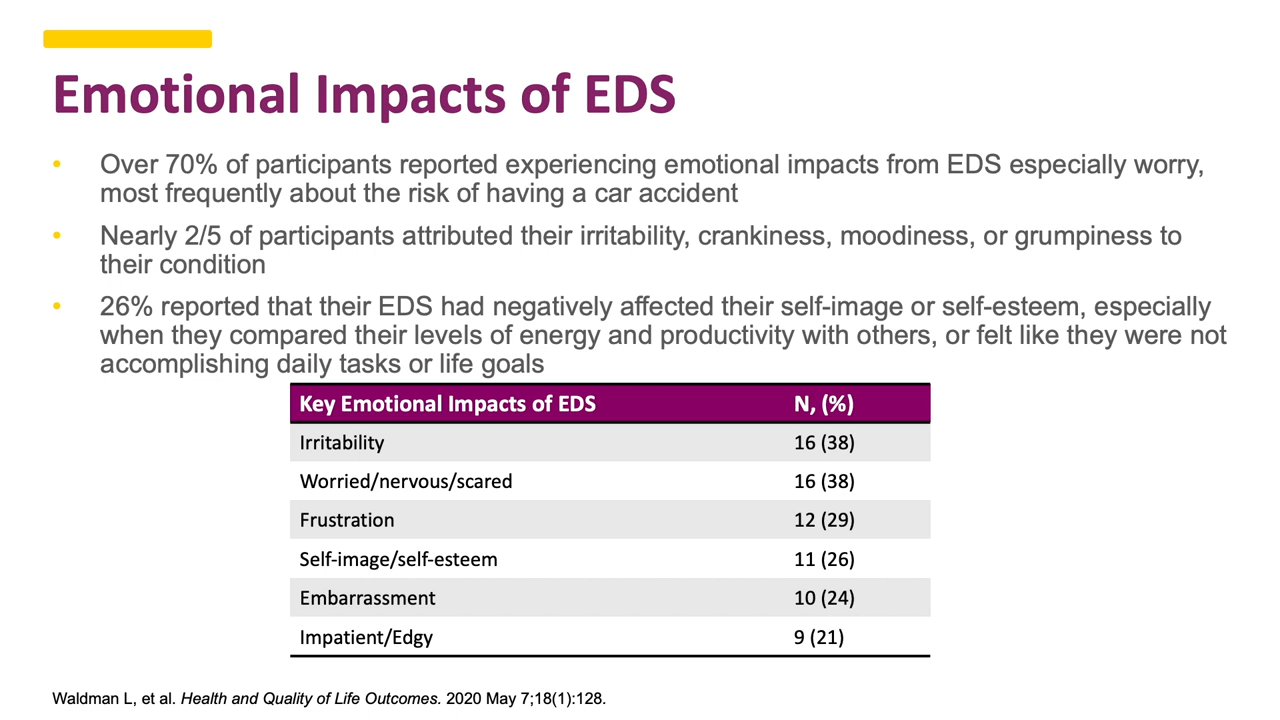 Emotional Impacts of EDS
• Over 70% of participants reported experiencing emotional impacts from EDS especially worry,
most frequently about the risk of having a car accident
• Nearly 2/5 of participants attributed their irritability, crankiness, moodiness, or grumpiness to
their condition
• 26% reported that their EDS had negatively affected their self-image or self-esteem, especially
when they compared their levels of energy and productivity with others, or felt like they were not
accomplishing daily tasks or life goals
Key Emotional Impacts of EDS N, (%)
Irritability 16 (38)
Worried/nervous/scared 16 (38)
Frustration 12 (29)
Self-image/self-esteem 11 (26)
Embarrassment 10 (24)
Impatient/Edgy 9 (21)
Waldman L, et al. Health and Quality of Life Outcomes. 2020 May 7;18(1):128.